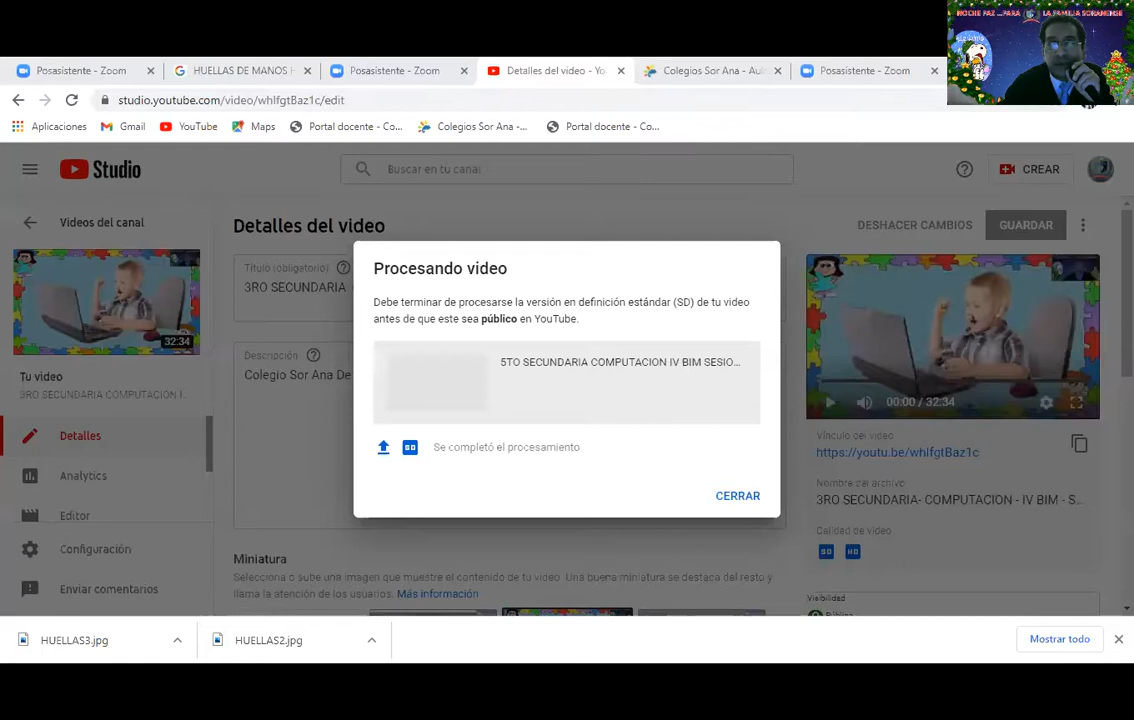 NOCHE PAZ ...PARA LA FAMILIA SORANENSE
Posasistente - Zoom
HUELLAS DE MANOS H
Posasistente - Zoom
Detalles del video - Yo
Colegios Sor Ana - Aul
Posasistente - Zoom
studio.youtube.com/video/whlfgtBaz1c/edit
Aplicaciones
Gmail
YouTube
Maps
Portal docente - Co...
Colegios Sor Ana -...
Portal docente - Co...
Studio
Buscar en tu canal
CREAR
Videos del canal
32:34
Tu video
3RO SECUNDARIA COMPUTACION I
Detalles
Analytics
Editor
Configuración
Enviar comentarios
Detalles del video
DESHACER CAMBIOS
GUARDAR
Título (obligatorio)
3RO SECUNDARIA
Descripción
Colegio Sor Ana De
Procesando video
Debe terminar de procesarse la versión en definición estándar (SD) de tu video
antes de que este sea público en YouTube.
5TO SECUNDARIA COMPUTACION IV BIM SESIO...
SD
Se completó el procesamiento
CERRAR
Miniatura
Selecciona o sube una imagen que muestre el contenido de tu video. Una buena miniatura se destaca del resto y
llama la atención de los usuarios. Más información
00:00 / 32:34
Vínculo del video
https://youtu.be/whlfgtBaz1c
Nombre del archivo
3RO SECUNDARIA- COMPUTACION - IV BIM - S...
Calidad de video
SD HD
Visibilidad
Público
HUELLAS3.jpg
HUELLAS2.jpg
Mostrar todo